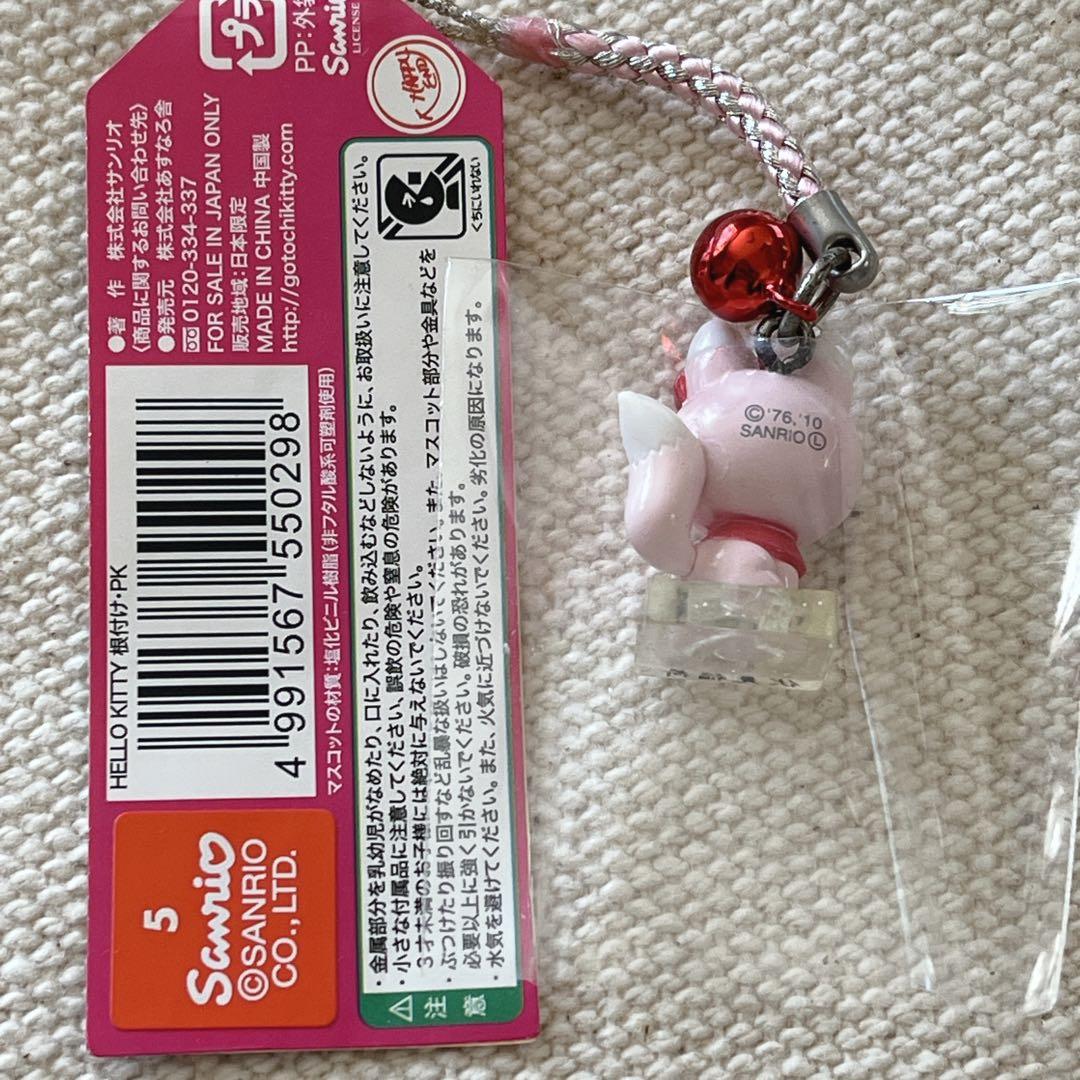 プラ
PP:外袋
Sanrio
LICENSE
HAPPY
END
●著 作 株式会社サンリオ
〈商品に関するお問い合わせ先〉
●発売元 株式会社あすなろ舎
0120-334-337
FOR SALE IN JAPAN ONLY
販売地域:日本限定
MADE IN CHINA 中国製
http://gotochikitty.com
HELLO KITTY 根付け・PK
4 991567 550298
マスコットの材質:塩化ビニル樹脂(非フタル酸系可塑剤使用)
5
Sanrio
©SANRIO
CO.,LTD.
注意
・金属部分を乳幼児がなめたり、口に入れたり、飲み込むなどしないように、お取扱いに注意してください。
・小さな付属品に注意してください、誤飲の危険や窒息の危険があります。
3才未満のお子様には絶対に与えないでください。
・ぶつけたり振り回すなど乱暴な扱いはしないでください。また、マスコット部分や金具などを
必要以上に強く引かないでください。破損の恐れがあります。
・水気を避けてください。また、火気に近づけないでください。劣化の原因になります。
くちにいれない
© '76,'10
SANRIO Ⓛ